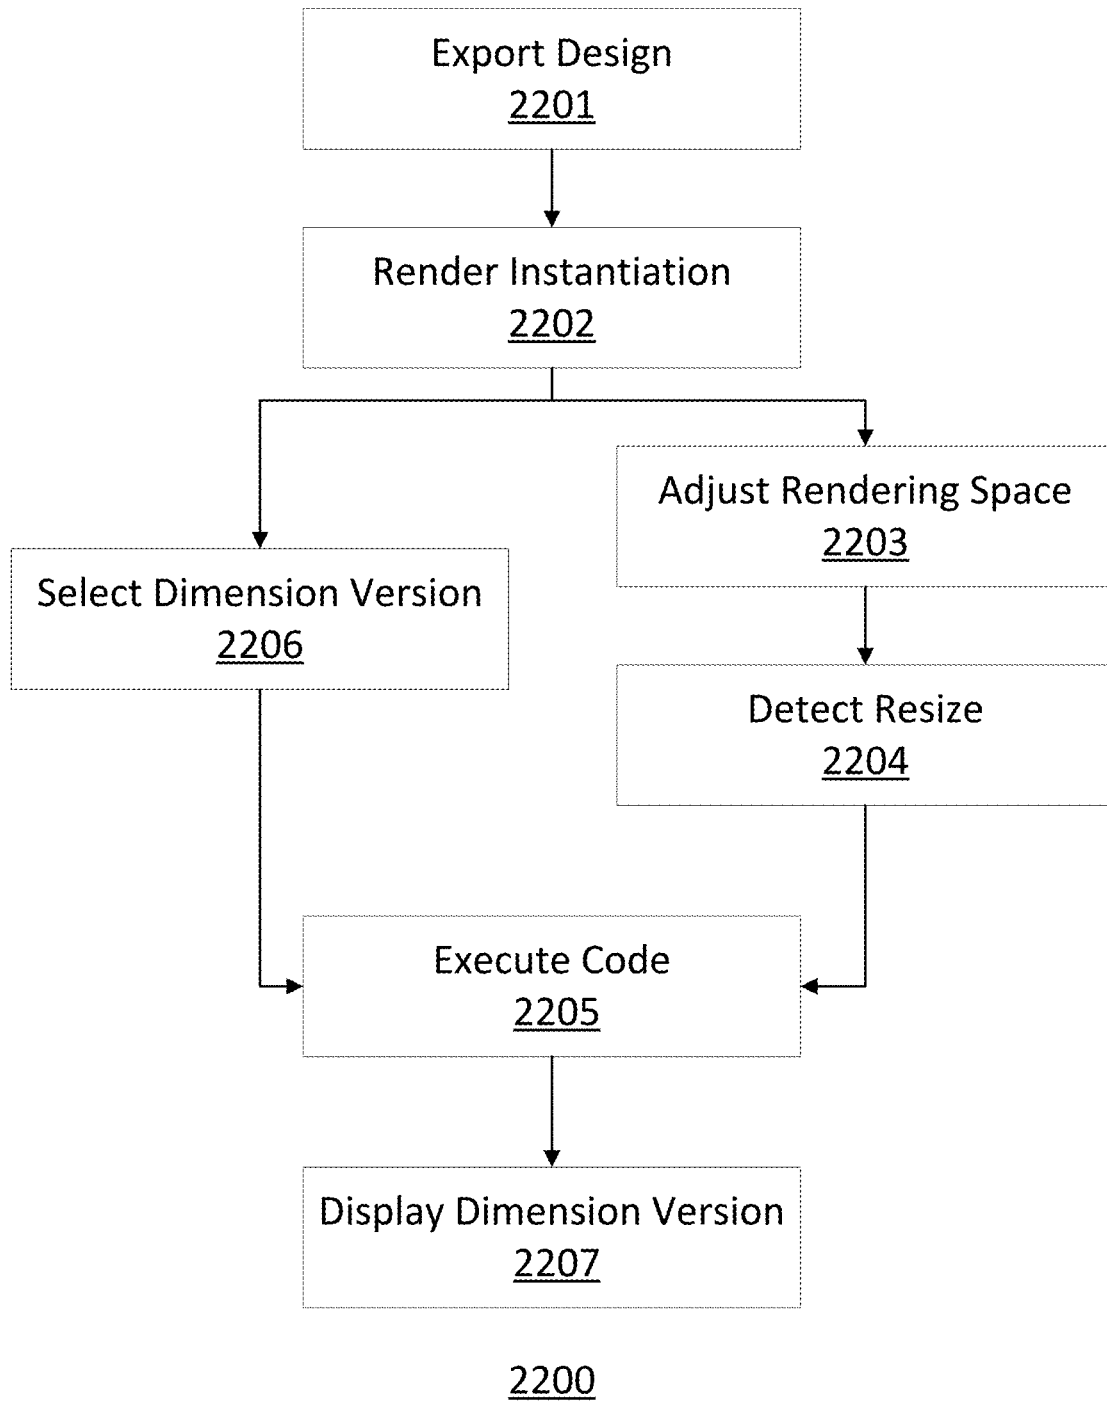 Export Design
2201
Render Instantiation
2202
Adjust Rendering Space
2203
Select Dimension Version
2206
Detect Resize
2204
Execute Code
2205
Display Dimension Version
2207
2200